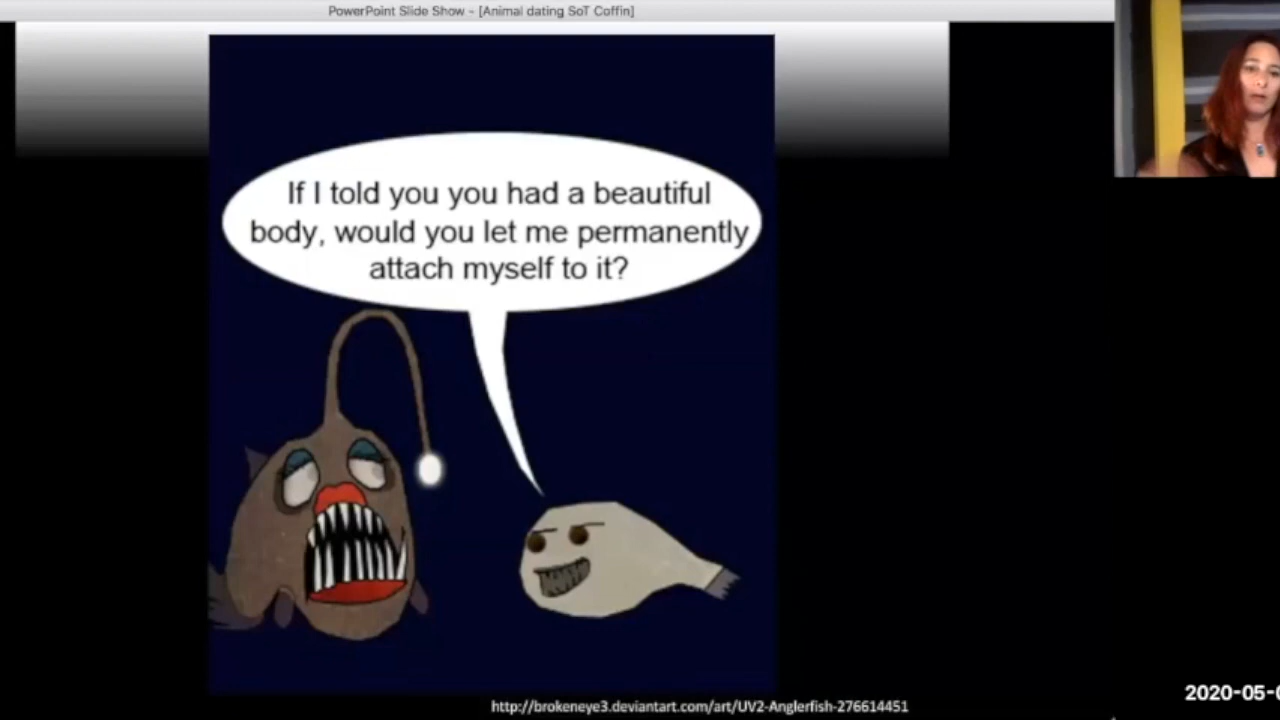 PowerPoint Slide Show - [Animal dating SoT Coffin]
If I told you you had a beautiful
body, would you let me permanently
attach myself to it?
http://brokeneye3.deviantart.com/art/UV2-Anglerfish-276614451
2020-05-0